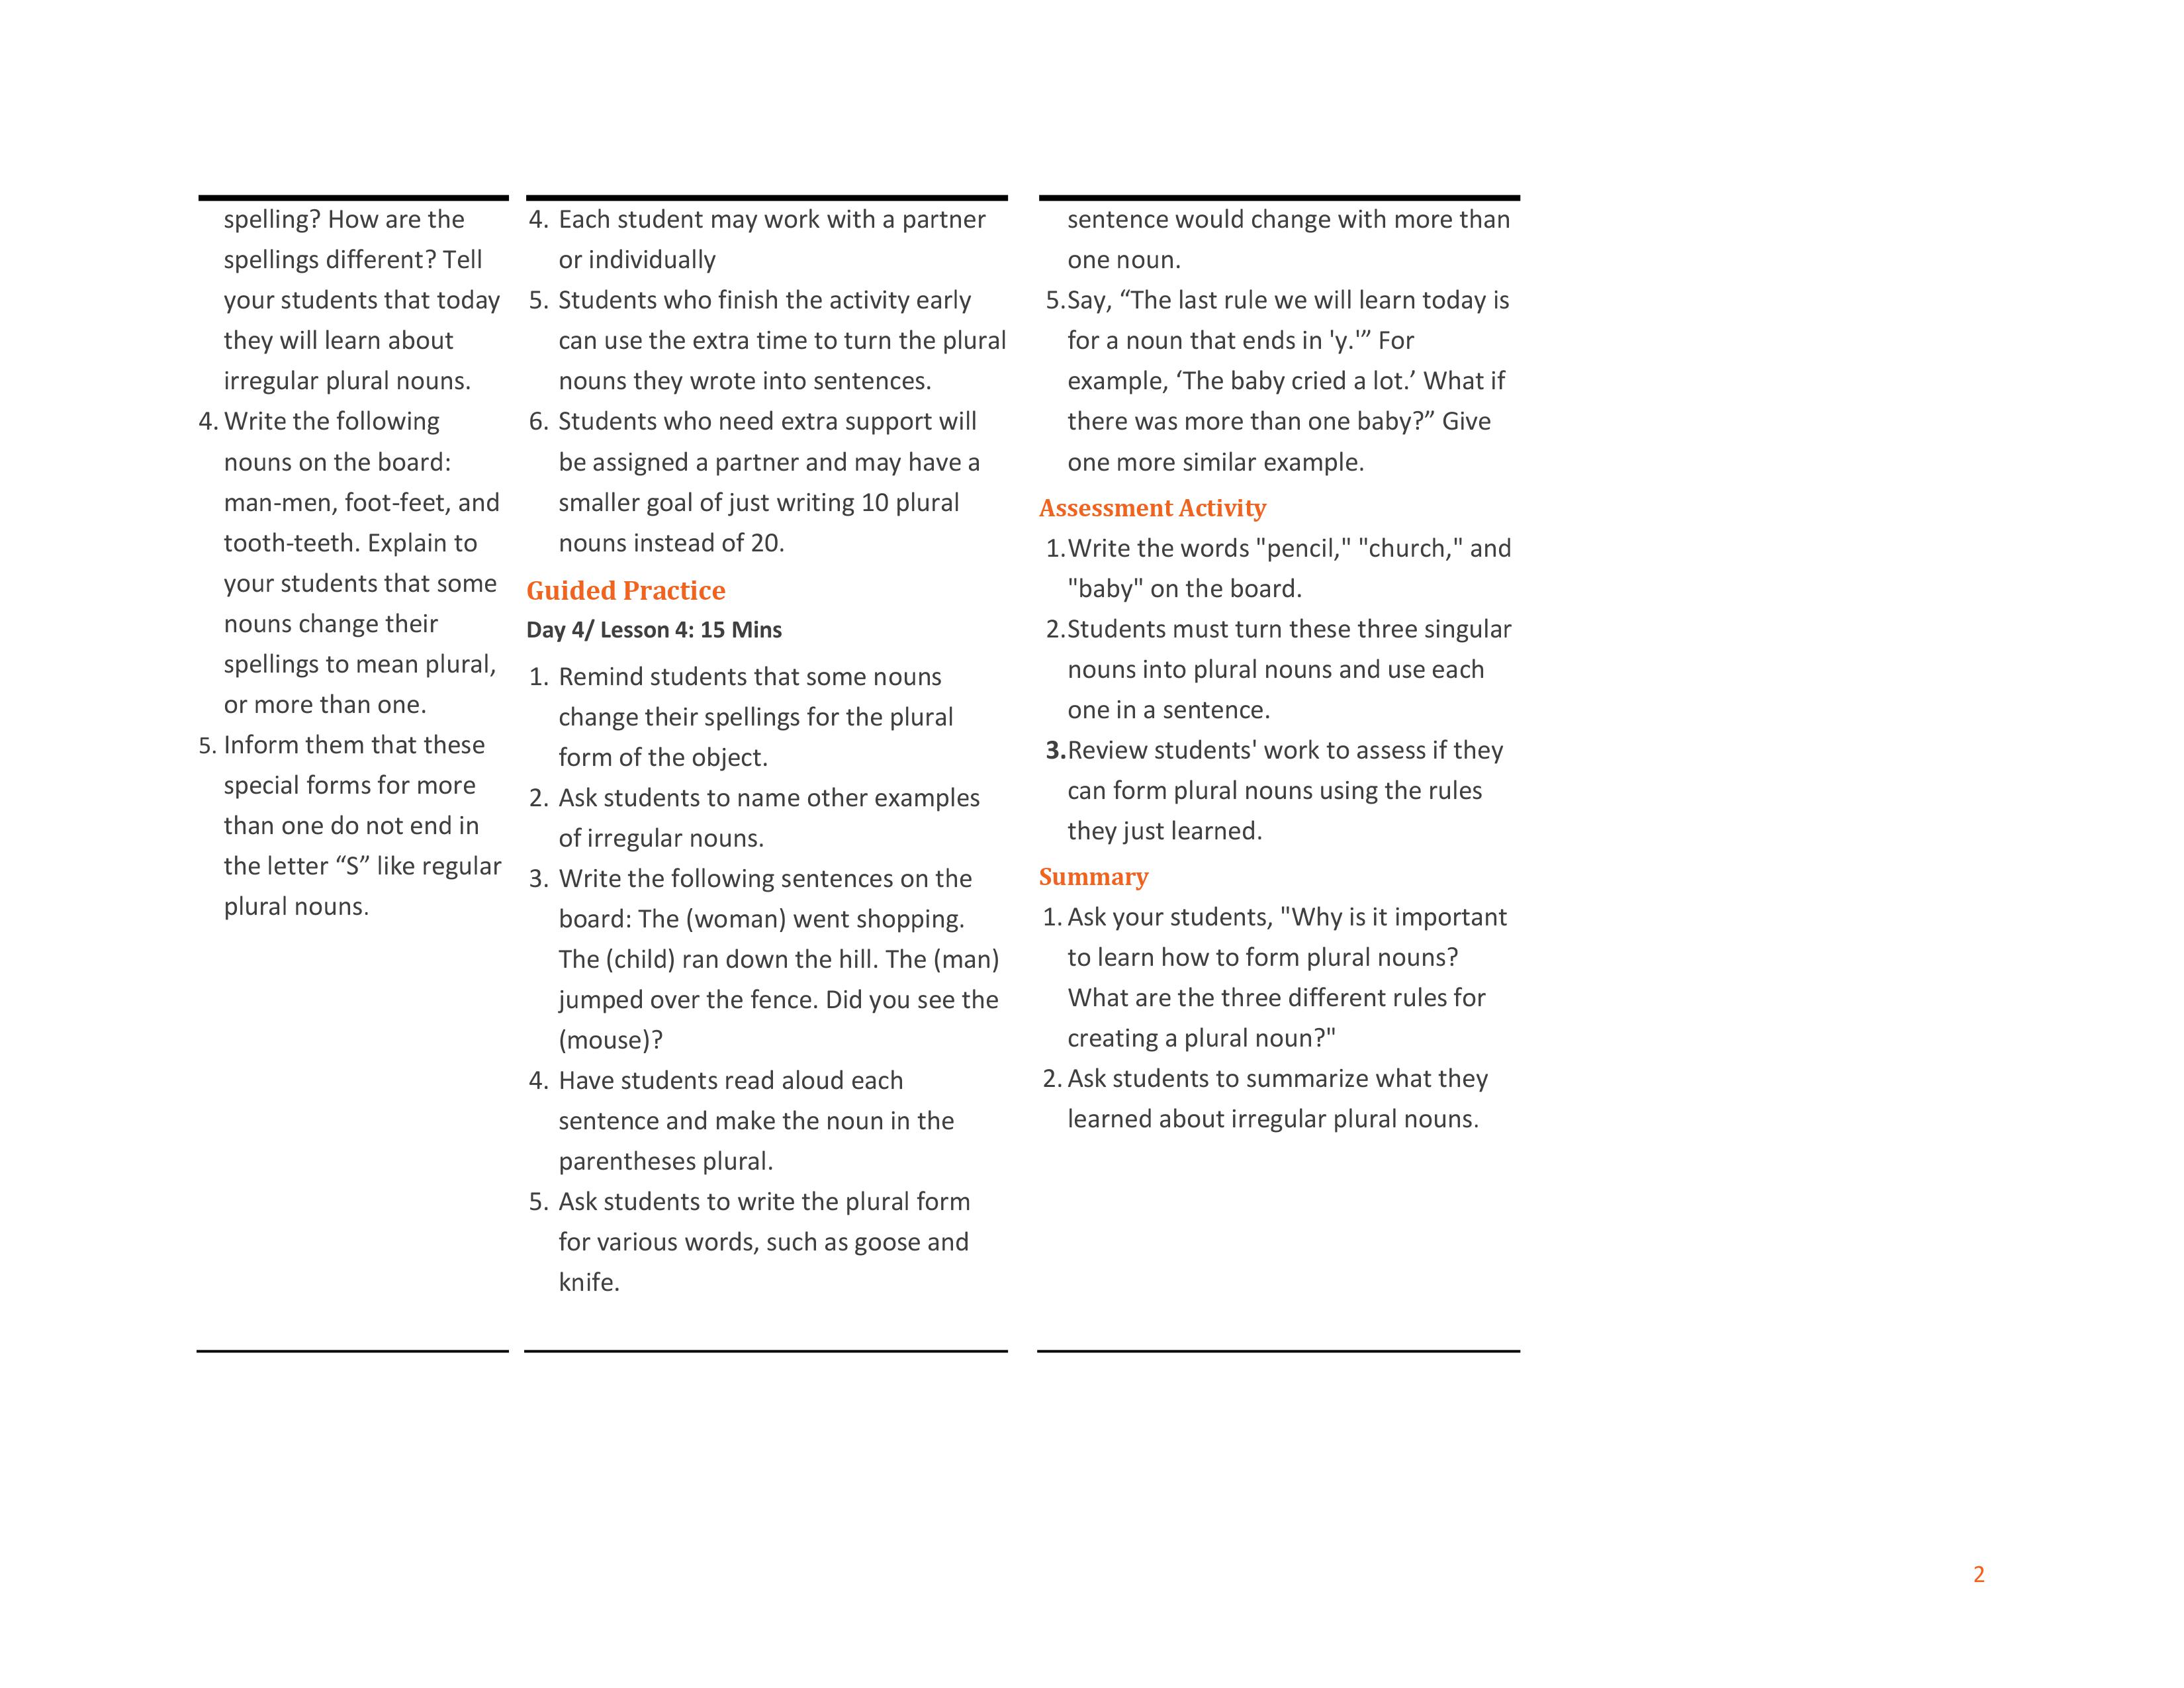 spelling? How are the
spellings different? Tell
your students that today
they will learn about
irregular plural nouns.
4. Write the following
nouns on the board:
man-men, foot-feet, and
tooth-teeth. Explain to
your students that some
nouns change their
spellings to mean plural,
or more than one.
5. Inform them that these
special forms for more
than one do not end in
the letter “S” like regular
plural nouns.
4. Each student may work with a partner
or individually
5. Students who finish the activity early
can use the extra time to turn the plural
nouns they wrote into sentences.
6. Students who need extra support will
be assigned a partner and may have a
smaller goal of just writing 10 plural
nouns instead of 20.
Guided Practice
Day 4/ Lesson 4: 15 Mins
1. Remind students that some nouns
change their spellings for the plural
form of the object.
2. Ask students to name other examples
of irregular nouns.
3. Write the following sentences on the
board: The (woman) went shopping.
The (child) ran down the hill. The (man)
jumped over the fence. Did you see the
(mouse)?
4. Have students read aloud each
sentence and make the noun in the
parentheses plural.
5. Ask students to write the plural form
for various words, such as goose and
knife.
sentence would change with more than
one noun.
5.Say, “The last rule we will learn today is
for a noun that ends in 'y.'” For
example, ‘The baby cried a lot.’ What if
there was more than one baby?” Give
one more similar example.
Assessment Activity
1.Write the words "pencil," "church," and
"baby" on the board.
2.Students must turn these three singular
nouns into plural nouns and use each
one in a sentence.
3.Review students' work to assess if they
can form plural nouns using the rules
they just learned.
Summary
1. Ask your students, "Why is it important
to learn how to form plural nouns?
What are the three different rules for
creating a plural noun?"
2. Ask students to summarize what they
learned about irregular plural nouns.
2